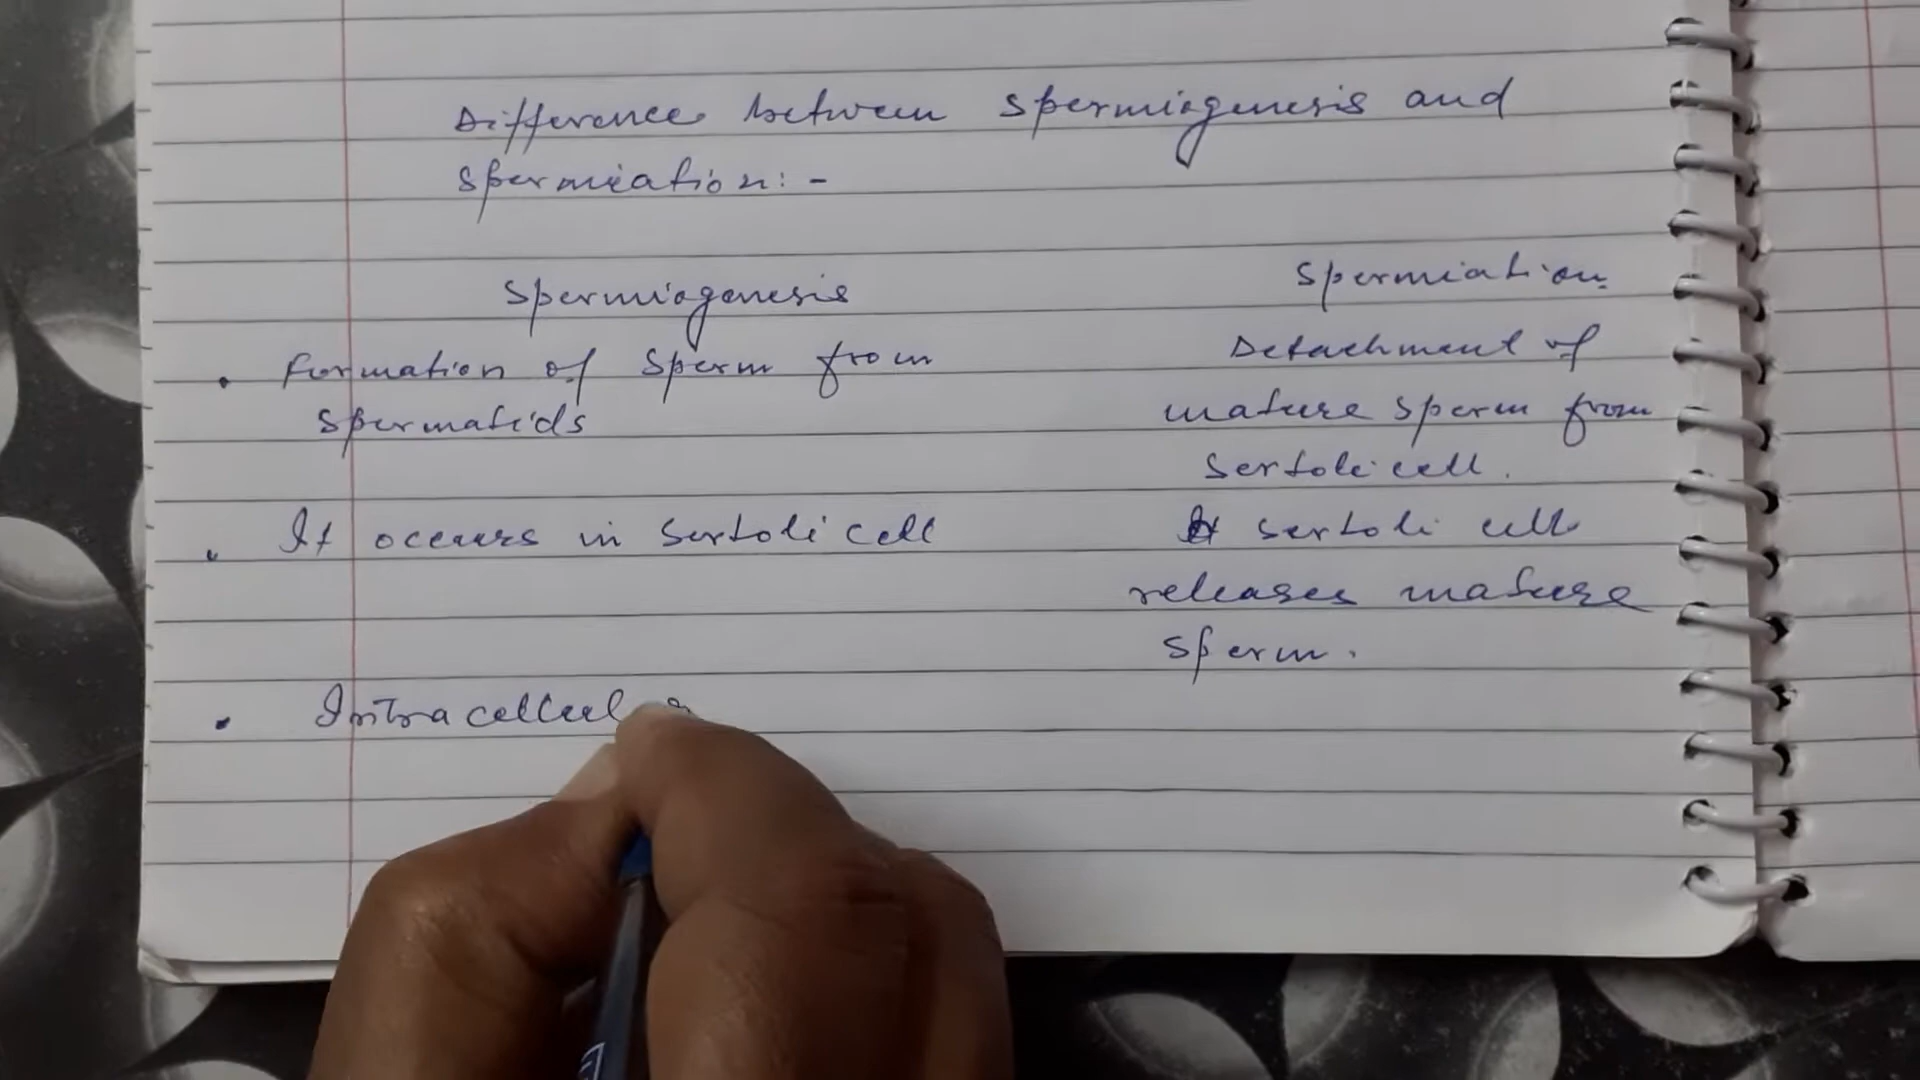 Difference between spermiogenesis and
spermiation:-
Spermiogenesis
Spermiation
• Formation of sperm from
spermatids
Detachment of
mature sperm from
sertoli cell.
• It occurs in sertoli cell
sertoli cell
releases mature
sperm.
• Intracellul